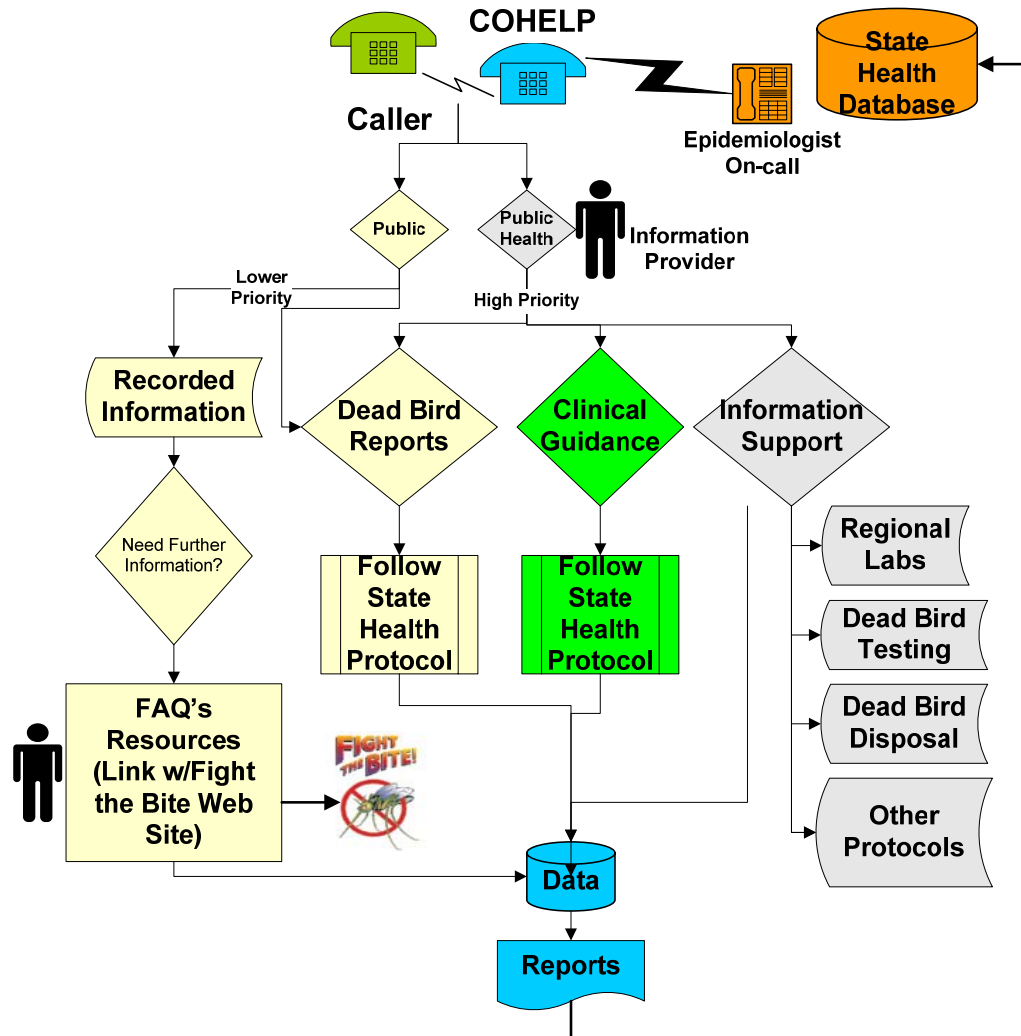 COHELP
State
Health
Database
Caller
Epidemiologist
On-call
Public
Public
Health
Information
Provider
Lower
Priority
High Priority
Recorded
Information
Dead Bird
Reports
Clinical
Guidance
Information
Support
Need Further
Information?
Follow
State
Health
Protocol
Follow
State
Health
Protocol
Regional
Labs
Dead Bird
Testing
Dead Bird
Disposal
Other
Protocols
FAQ's
Resources
(Link w/Fight
the Bite Web
Site)
FIGHT
THE BITE!
Data
Reports